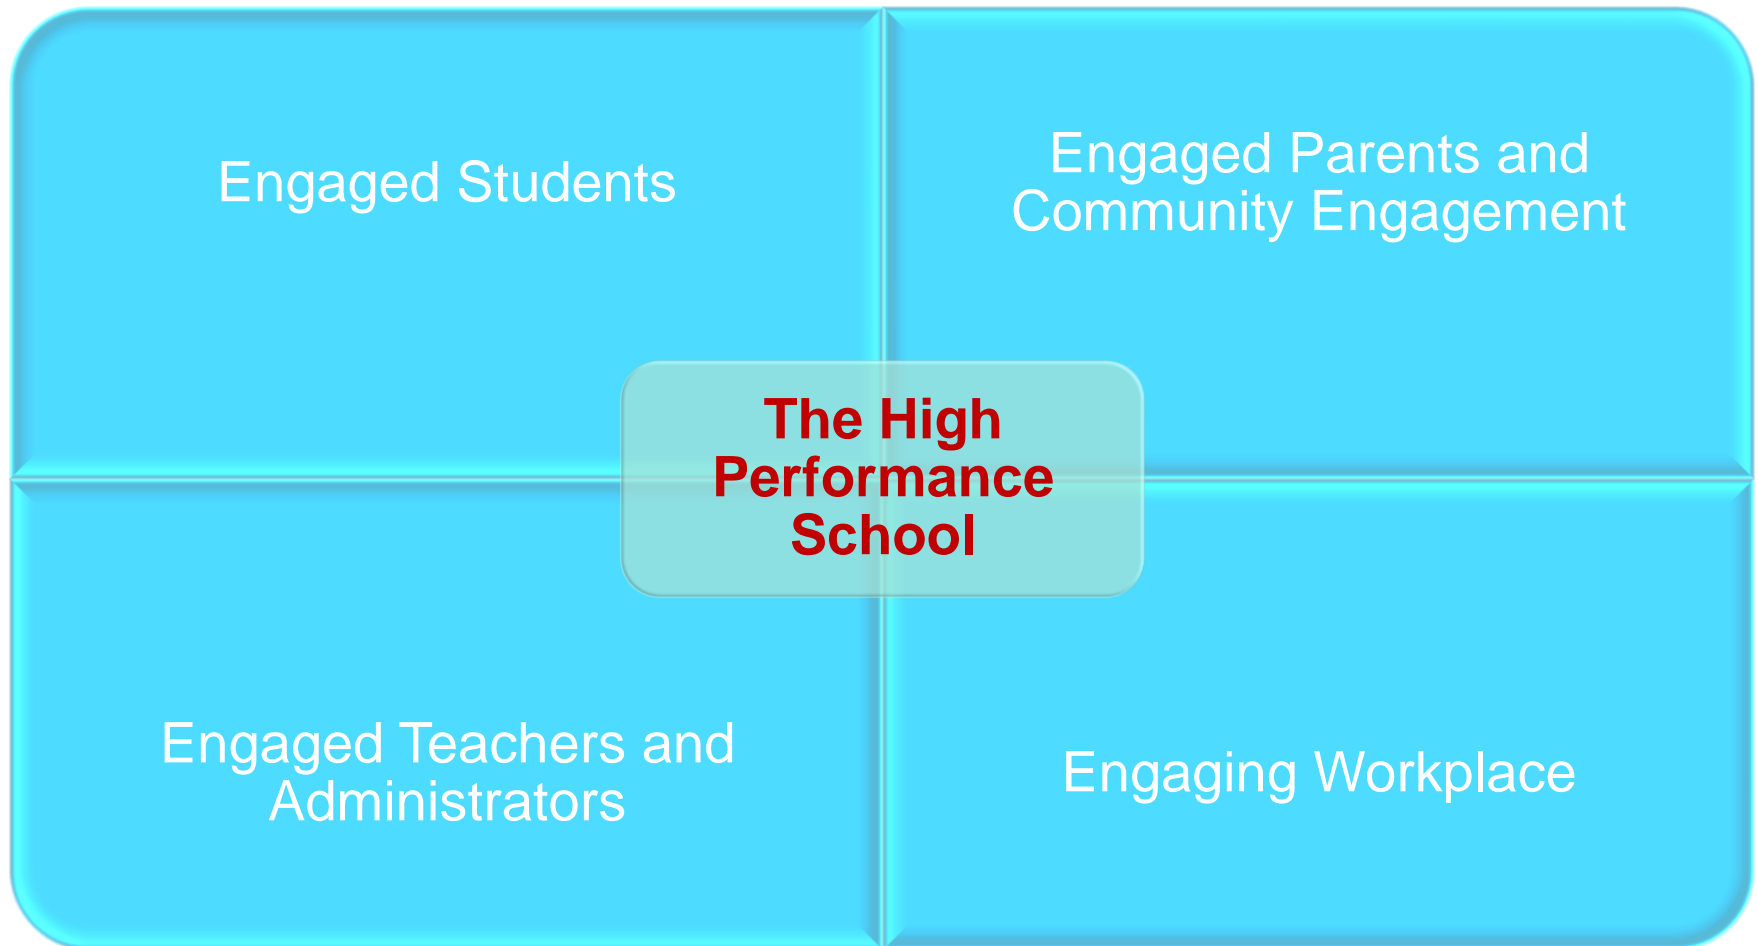 Engaged Students
Engaged Parents and
Community Engagement
The High
Performance
School
Engaged Teachers and
Administrators
Engaging Workplace